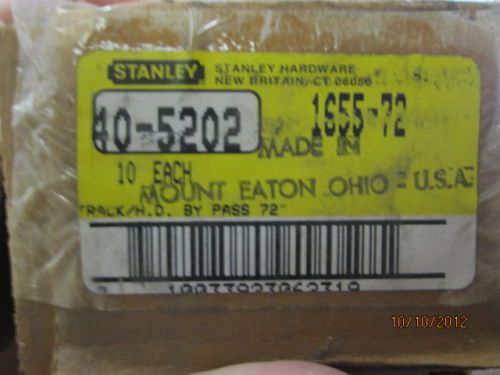 STANLEY
STANLEY HARDWARE
NEW BRITAIN, CT 06050
40-5202
1655-72
MADE IN
10 EACH
MOUNT EATON OHIO U.S.A.
TRACK/H.D. BY PASS 72"
10033923062319
10/10/2012